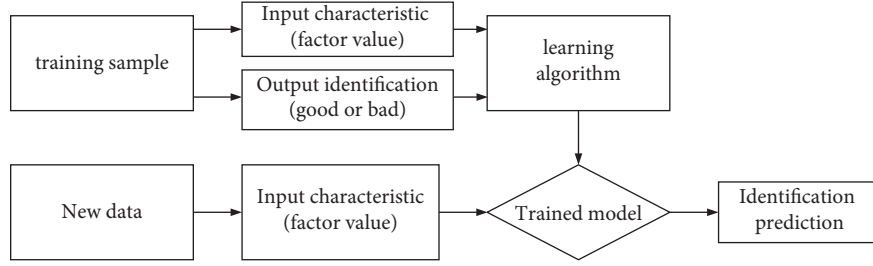 training sample
Input characteristic
(factor value)
Output identification
(good or bad)
learning
algorithm
New data
Input characteristic
(factor value)
Trained model
Identification
prediction